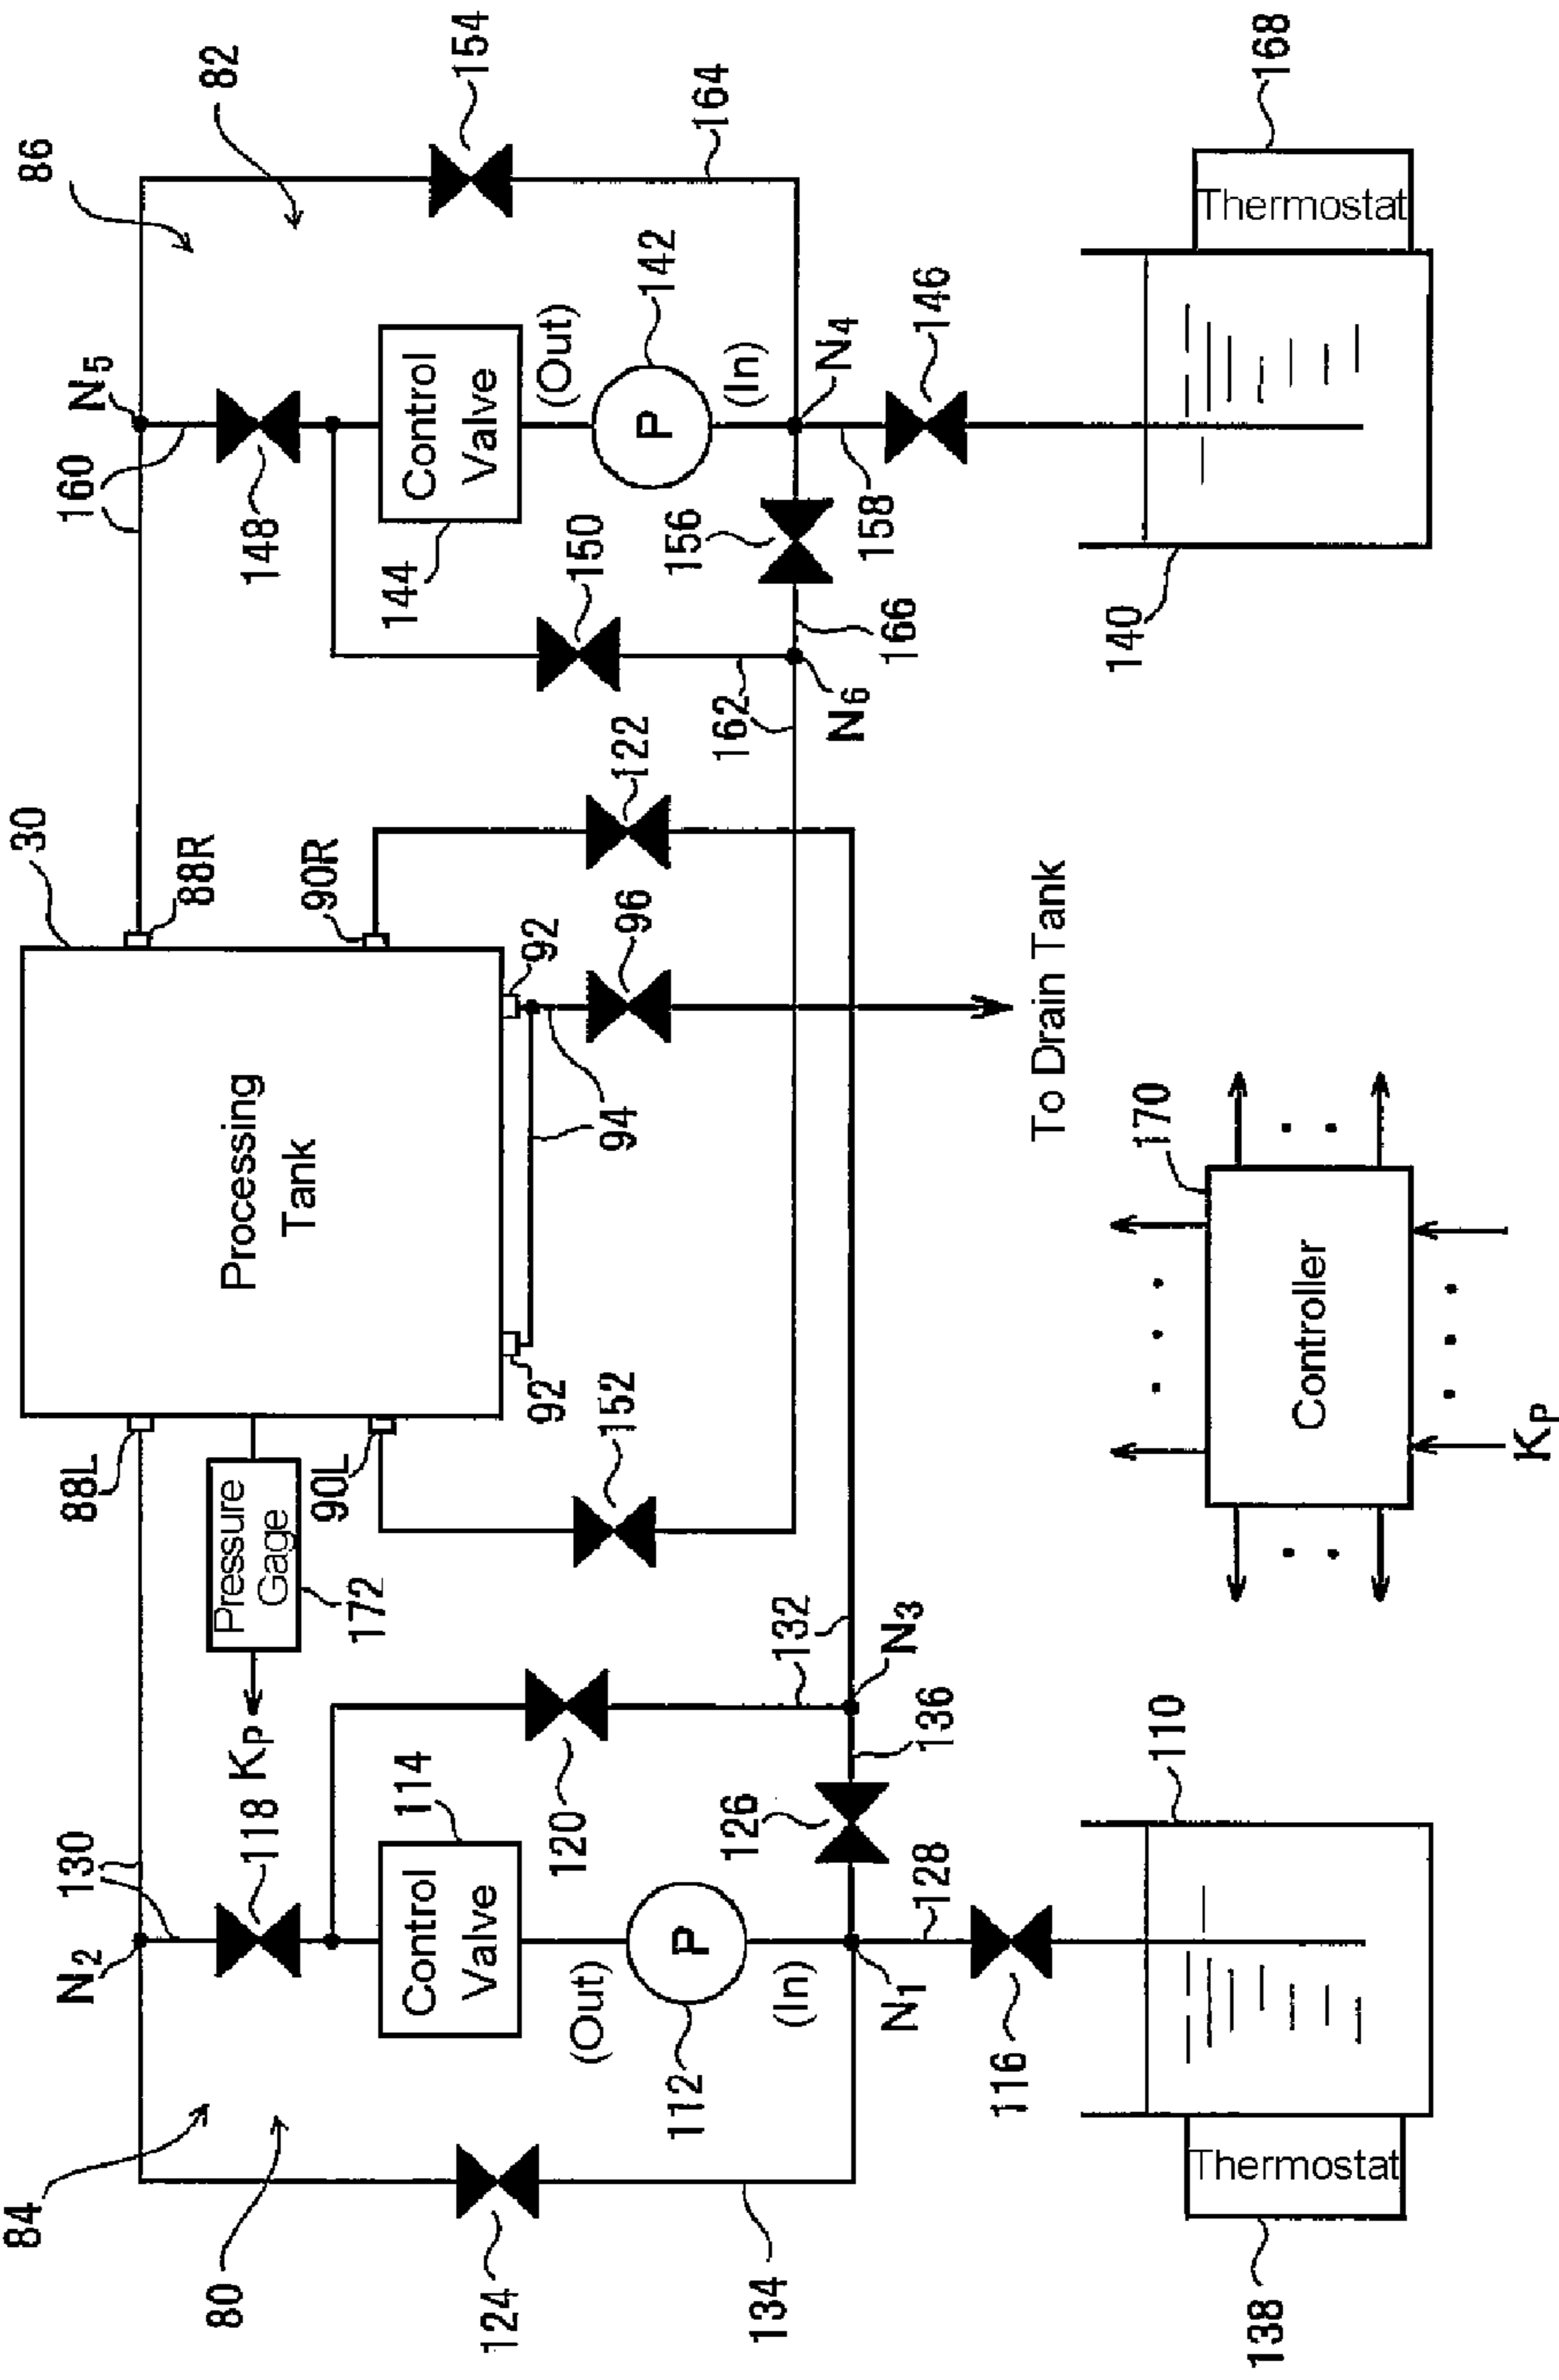 84
80
86
82
N2
130
118
KP
88L
30
88R
160
N5
148
154
Pressure
Gage
172
Processing
Tank
90L
90R
114
Control
Valve
120
124
92
92
94
96
152
122
150
Control
Valve
144
(Out)
(Out)
P
112
P
142
(In)
(In)
134
126
132
162
156
164
N1
128
136
N3
N6
166
158
N4
146
116
110
To Drain Tank
140
170
Controller
KP
Thermostat
138
Thermostat
168